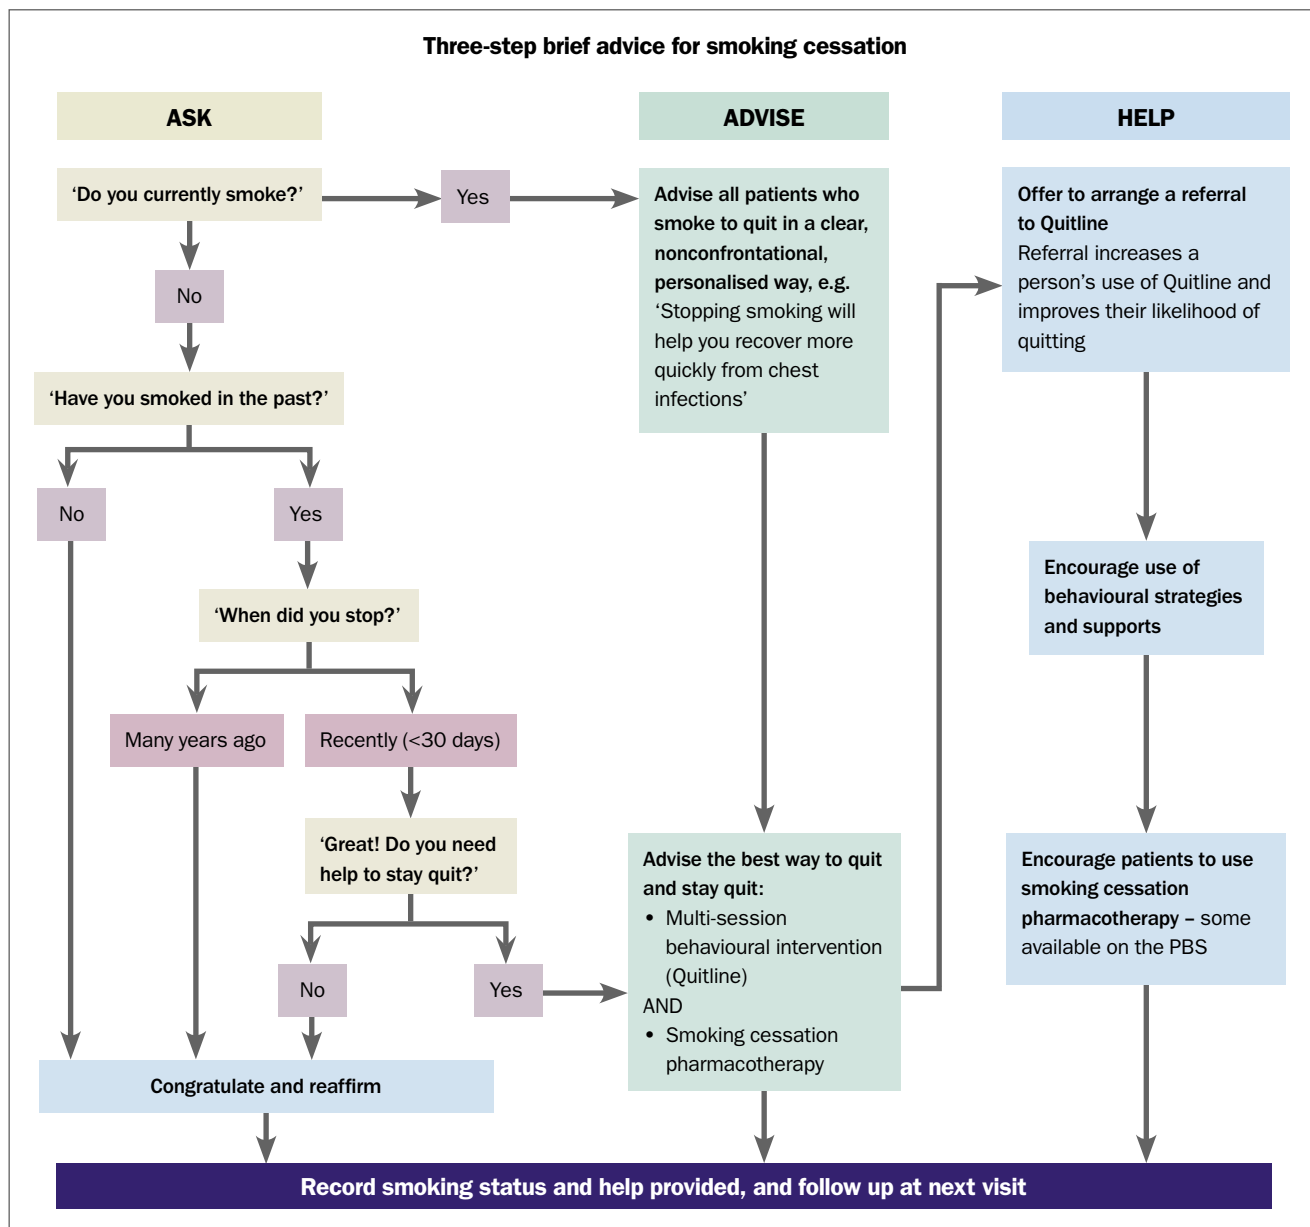 Three-step brief advice for smoking cessation
ASK
‘Do you currently smoke?’
Yes
No
‘Have you smoked in the past?’
No
Yes
‘When did you stop?’
Many years ago
Recently (<30 days)
‘Great! Do you need
help to stay quit?’
No
Yes
Congratulate and reaffirm
ADVISE
Advise all patients who
smoke to quit in a clear,
nonconfrontational,
personalised way, e.g.
‘Stopping smoking will
help you recover more
quickly from chest
infections’
Advise the best way to quit
and stay quit:
• Multi-session
behavioural intervention
(Quitline)
AND
• Smoking cessation
pharmacotherapy
HELP
Offer to arrange a referral
to Quitline
Referral increases a
person’s use of Quitline and
improves their likelihood of
quitting
Encourage use of
behavioural strategies
and supports
Encourage patients to use
smoking cessation
pharmacotherapy – some
available on the PBS
Record smoking status and help provided, and follow up at next visit